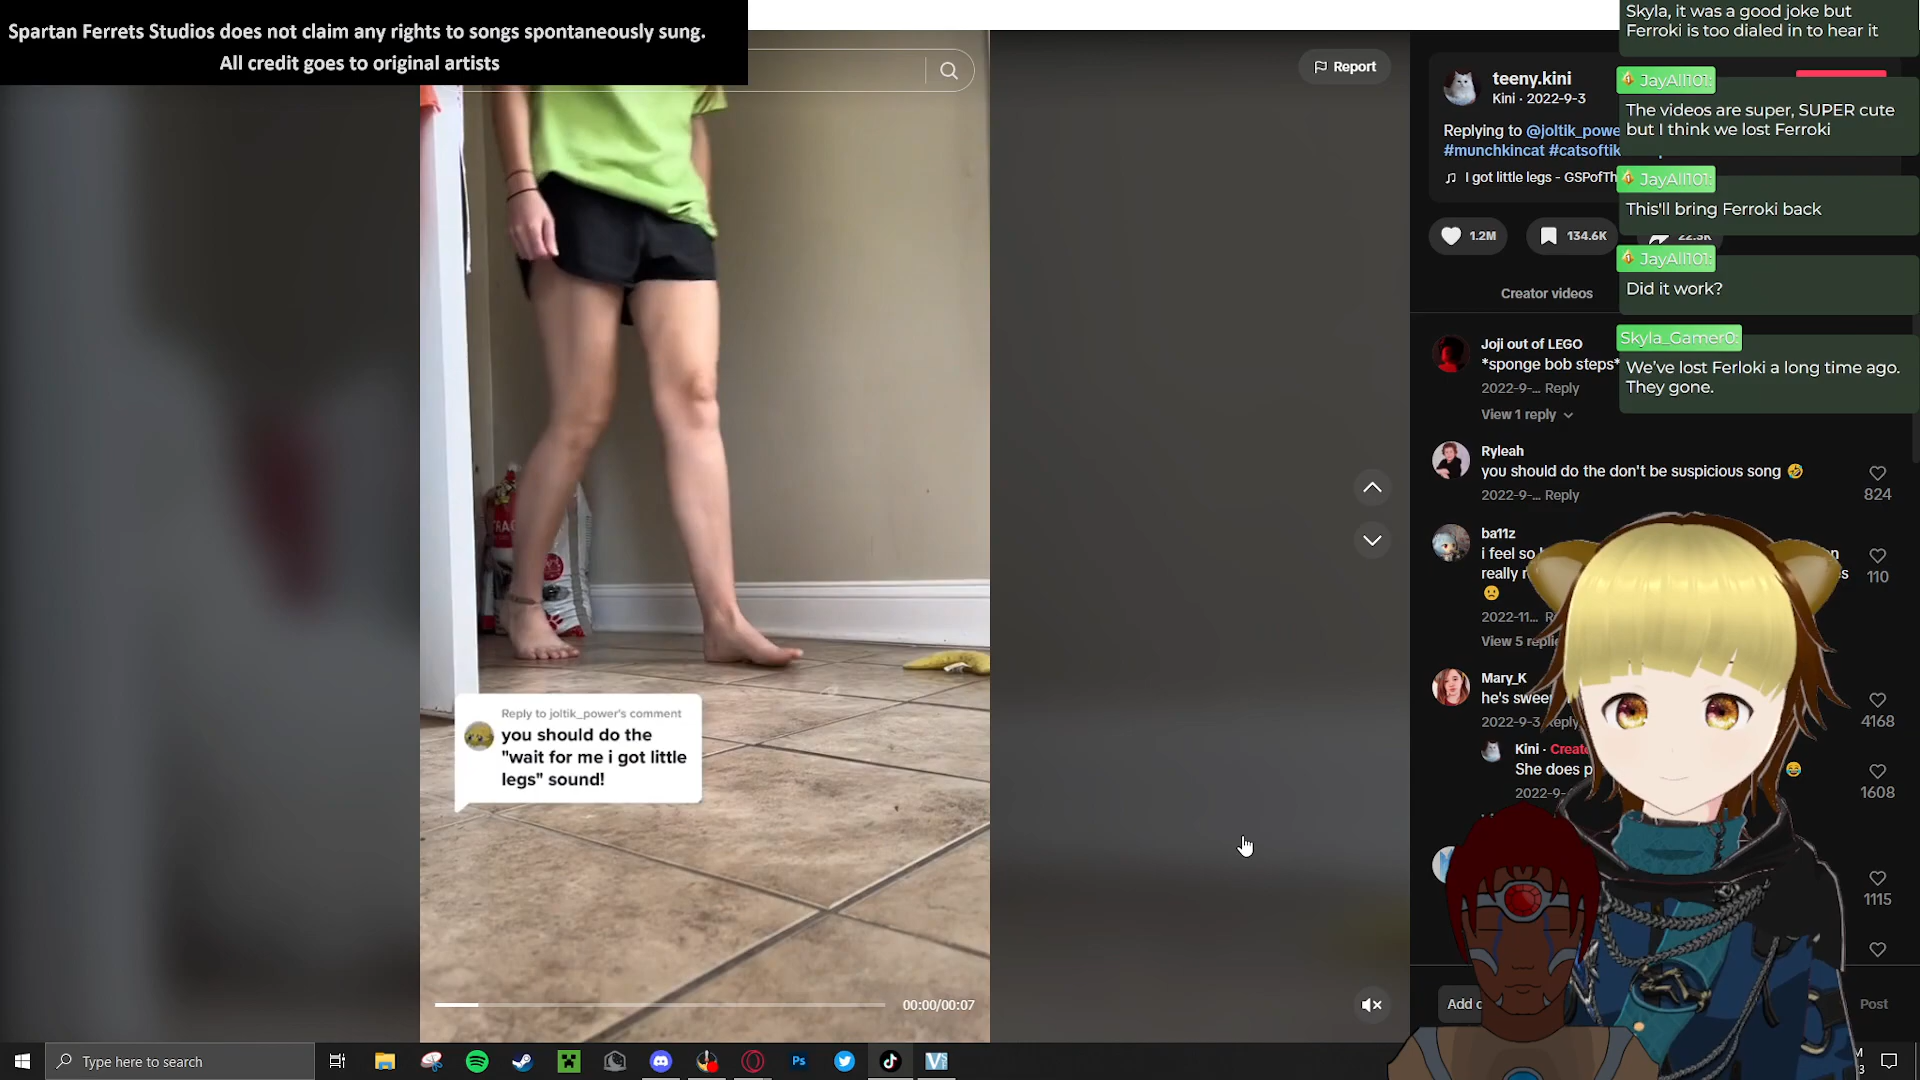 Spartan Ferrets Studios does not claim any rights to songs spontaneously sung.
All credit goes to original artists
Report
teeny.kini
Kini · 2022-9-3
Replying to @joltik_powe
#munchkincat #catsoftik
I got little legs - GSPofTh
1.2M
134.6K
22.3K
Creator videos
Joji out of LEGO
*sponge bob steps*
2022-9-... Reply
View 1 reply
Ryleah
you should do the don't be suspicious song 🤣
2022-9-... Reply
824
ba11z
i feel so
really
🙁
2022-11...
View 5 replie
110
Mary_K
he's swee
2022-9-3
4168
Kini · Creat
She does p
😂
2022-9-
1608
1115
Add
Post
Skyla, it was a good joke but
Ferroki is too dialed in to hear it
JayAll101:
The videos are super, SUPER cute
but I think we lost Ferroki
JayAll101:
This'll bring Ferroki back
JayAll101:
Did it work?
Skyla_Gamer0:
We've lost Ferloki a long time ago.
They gone.
Reply to joltik_power's comment
you should do the
"wait for me i got little
legs" sound!
00:00/00:07
Type here to search
Ps